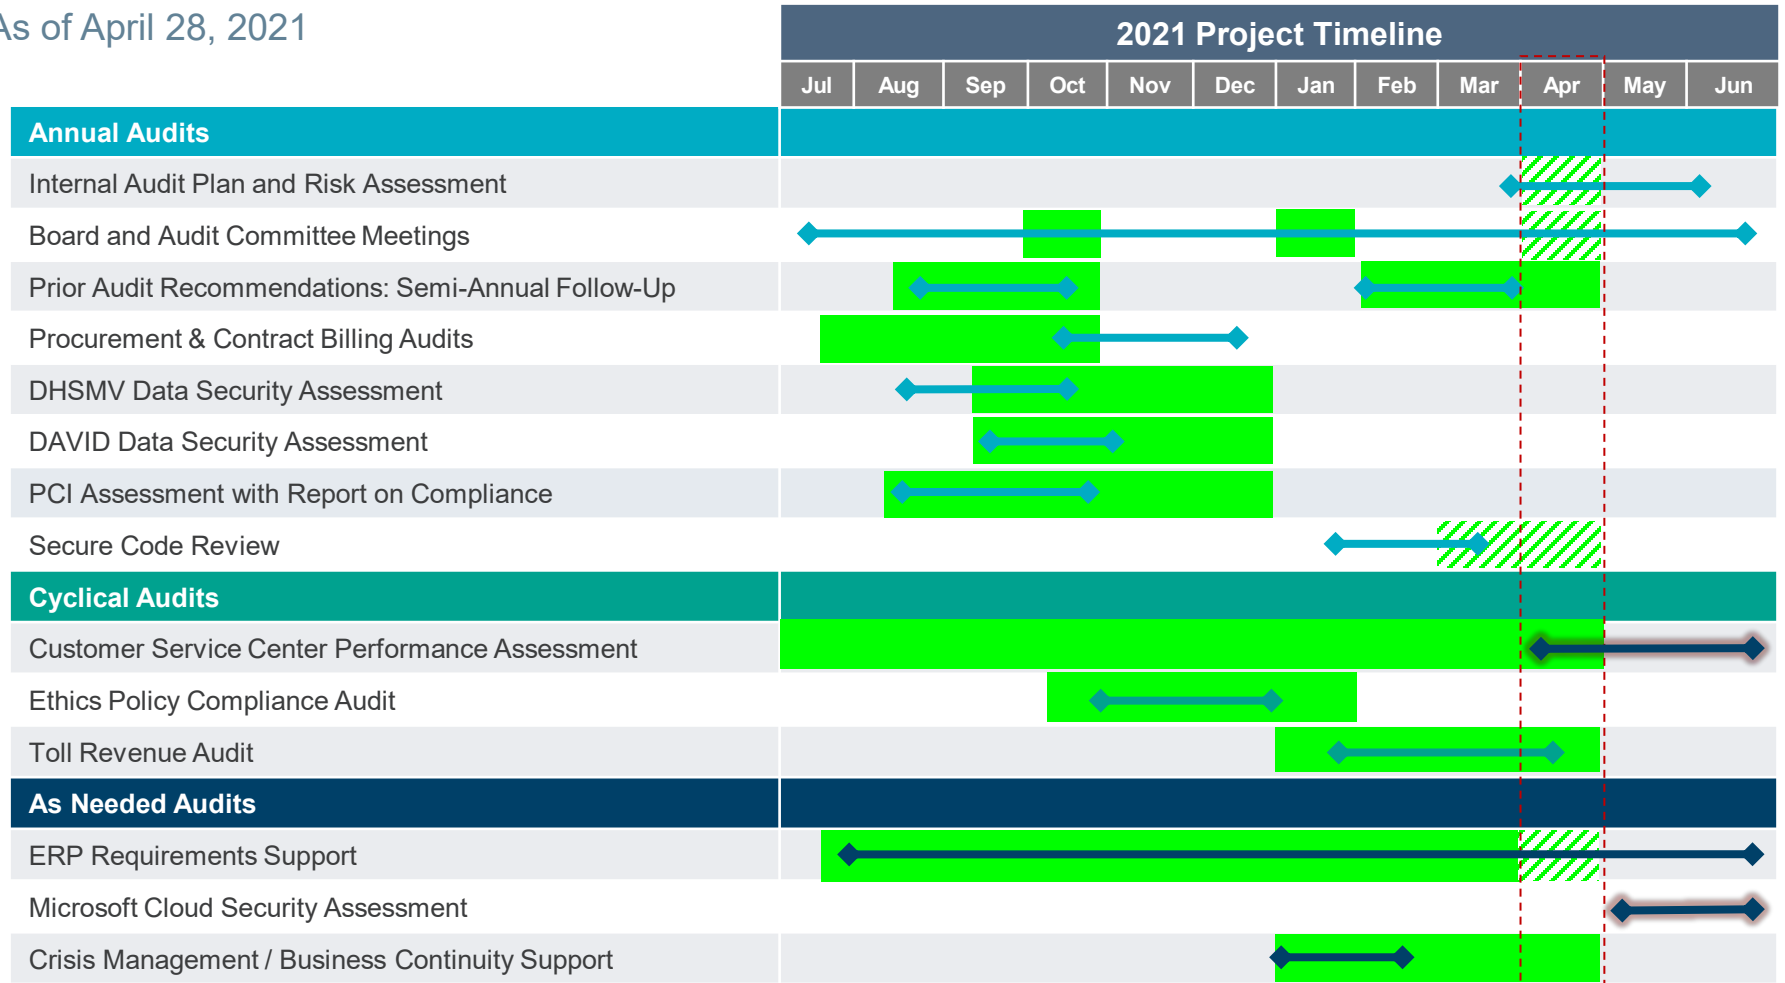 As of April 28, 2021
2021 Project Timeline
Jul Aug Sep Oct Nov Dec Jan Feb Mar Apr May Jun
Annual Audits
Internal Audit Plan and Risk Assessment
Board and Audit Committee Meetings
Prior Audit Recommendations: Semi-Annual Follow-Up
Procurement & Contract Billing Audits
DHSMV Data Security Assessment
DAVID Data Security Assessment
PCI Assessment with Report on Compliance
Secure Code Review
Cyclical Audits
Customer Service Center Performance Assessment
Ethics Policy Compliance Audit
Toll Revenue Audit
As Needed Audits
ERP Requirements Support
Microsoft Cloud Security Assessment
Crisis Management / Business Continuity Support